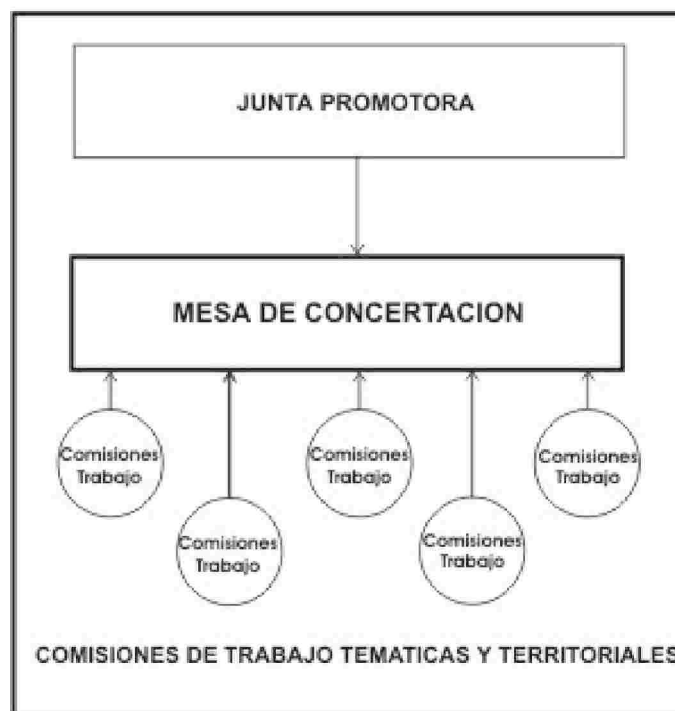 JUNTA PROMOTORA
MESA DE CONCERTACION
Comisiones
Trabajo
Comisiones
Trabajo
Comisiones
Trabajo
Comisiones
Trabajo
Comisiones
Trabajo
COMISIONES DE TRABAJO TEMATICAS Y TERRITORIALES